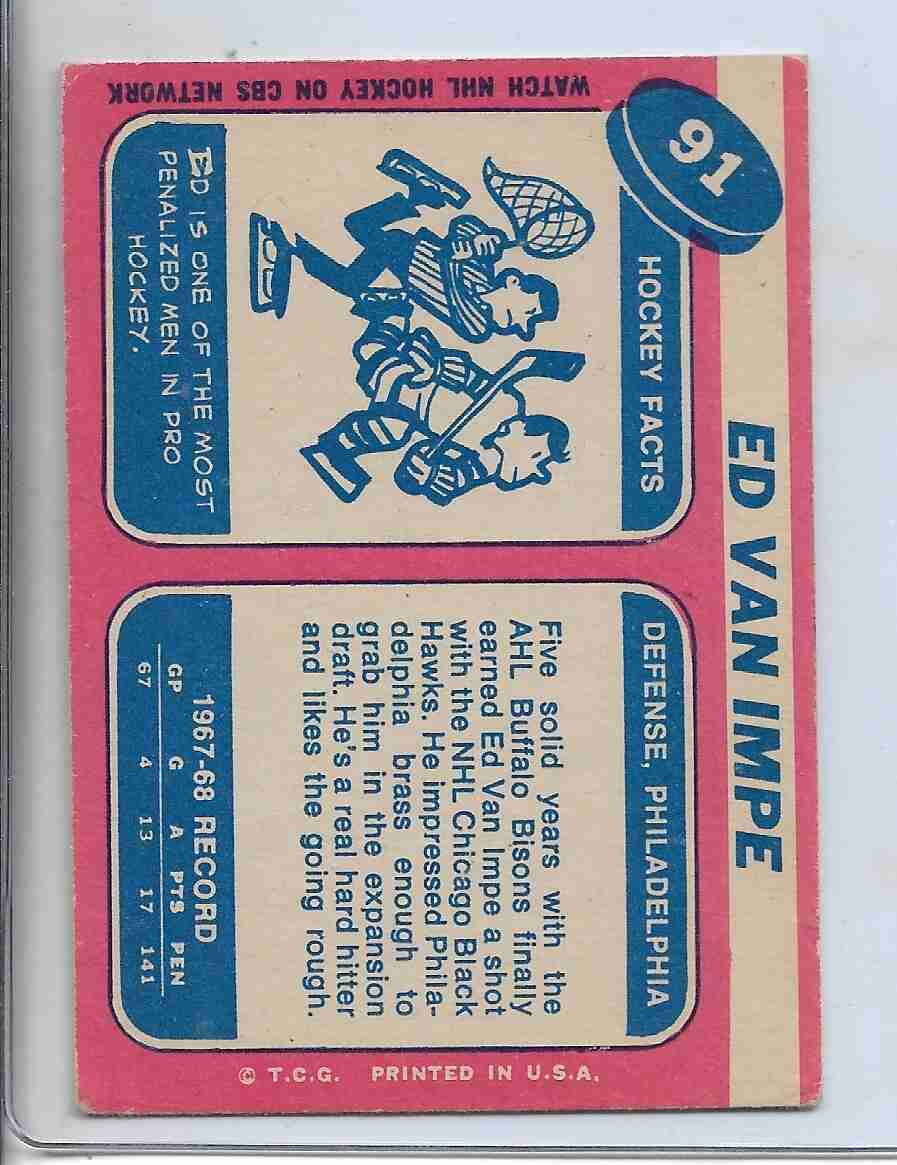 91
ED VAN IMPE
HOCKEY FACTS
ED IS ONE OF THE MOST
PENALIZED MEN IN PRO
HOCKEY.
DEFENSE, PHILADELPHIA
Five solid years with the
AHL Buffalo Bisons finally
earned Ed Van Impe a shot
with the NHL Chicago Black
Hawks. He impressed Phila-
delphia brass enough to
grab him in the expansion
draft. He's a real hard hitter
and likes the going rough.
1967-68 RECORD
GP G A PTS PEN
67 4 13 17 141
WATCH NHL HOCKEY ON CBS NETWORK
© T.C.G. PRINTED IN U.S.A.